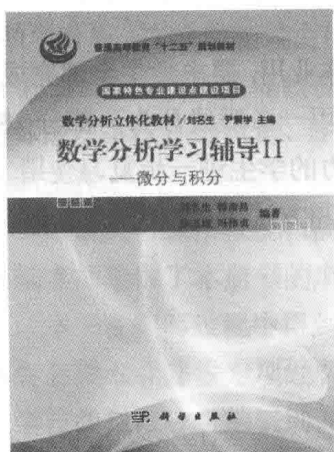 普通高等教育“十二五”规划教材
国家特色专业建设点建设项目
数学分析立体化教材/刘名生 主编
数学分析学习辅导II
微分与积分
编著
科学出版社